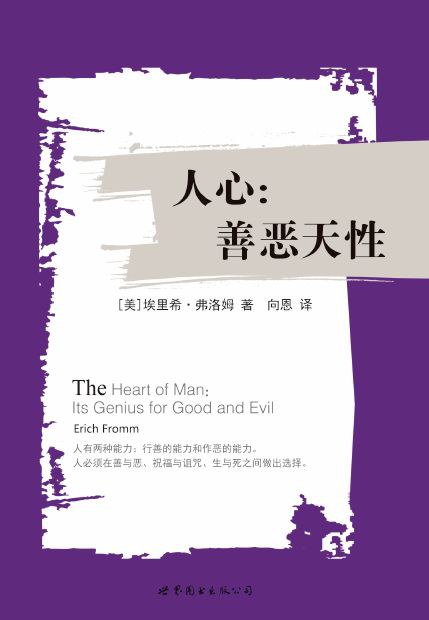 人心：
善恶天性
[美]埃里希·弗洛姆 著 向恩 译
The Heart of Man:
Its Genius for Good and Evil
Erich Fromm
人有两种能力：行善的能力和作恶的能力。
人必须在善与恶、祝福与诅咒、生与死之间做出选择。
世界图书出版公司